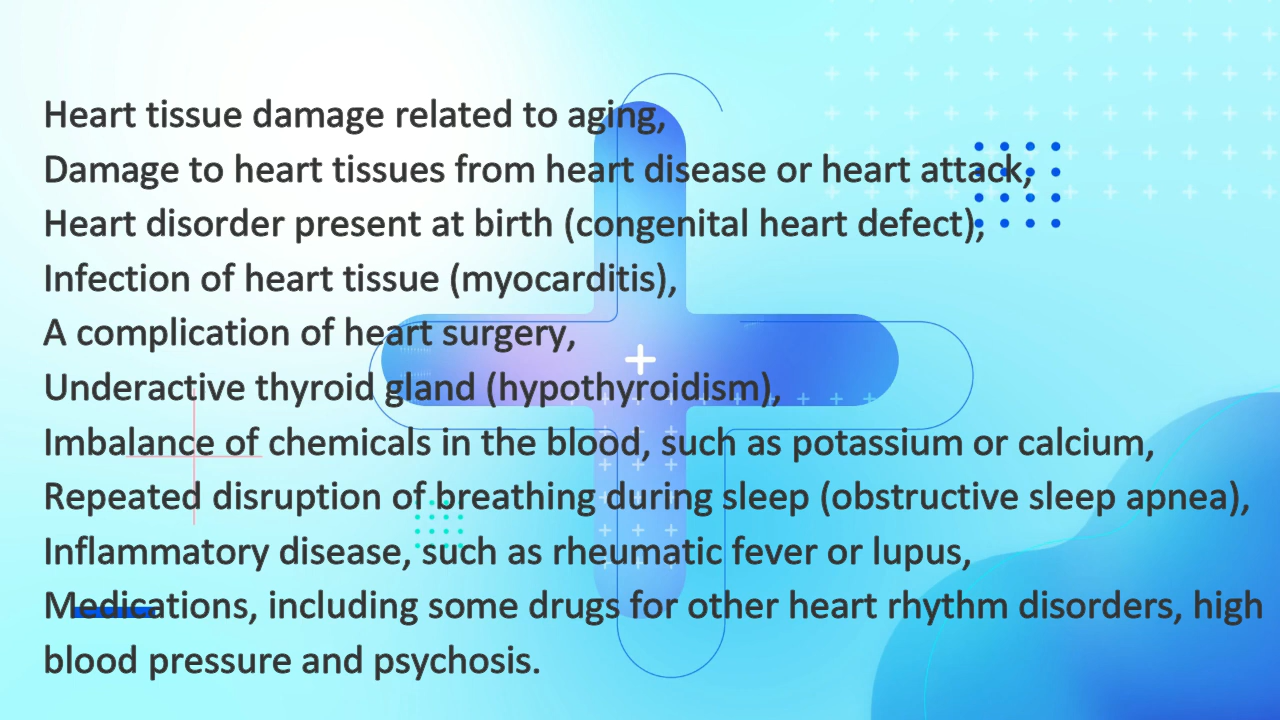 Heart tissue damage related to aging,
Damage to heart tissues from heart disease or heart attack,
Heart disorder present at birth (congenital heart defect),
Infection of heart tissue (myocarditis),
A complication of heart surgery,
Underactive thyroid gland (hypothyroidism),
Imbalance of chemicals in the blood, such as potassium or calcium,
Repeated disruption of breathing during sleep (obstructive sleep apnea),
Inflammatory disease, such as rheumatic fever or lupus,
Medications, including some drugs for other heart rhythm disorders, high
blood pressure and psychosis.